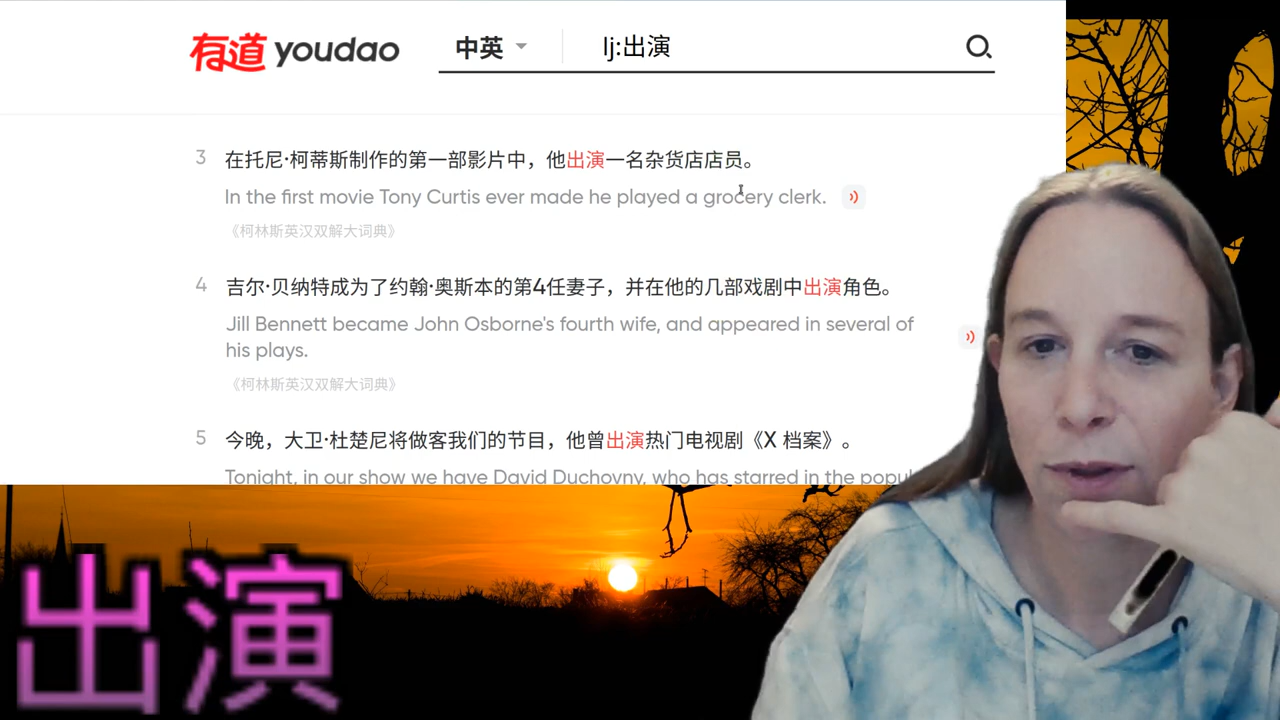 有道 youdao 中英 lj:出演
3 在托尼·柯蒂斯制作的第一部影片中，他出演一名杂货店店员。
In the first movie Tony Curtis ever made he played a grocery clerk.
《柯林斯英汉双解大词典》
4 吉尔·贝纳特成为了约翰·奥斯本的第4任妻子，并在他的几部戏剧中出演角色。
Jill Bennett became John Osborne's fourth wife, and appeared in several of
his plays.
《柯林斯英汉双解大词典》
5 今晚，大卫·杜楚尼将做客我们的节目，他曾出演热门电视剧《X 档案》。
Tonight, in our show we have David Duchovny, who has starred in the
出演